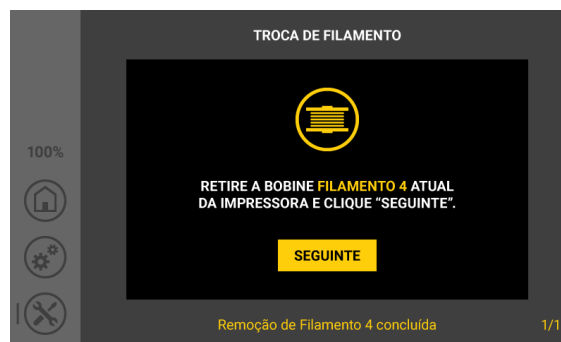 TROCA DE FILAMENTO
100%
RETIRE A BOBINE FILAMENTO 4 ATUAL
DA IMPRESSORA E CLIQUE “SEGUINTE”.
SEGUINTE
Remoção de Filamento 4 concluída
1/1